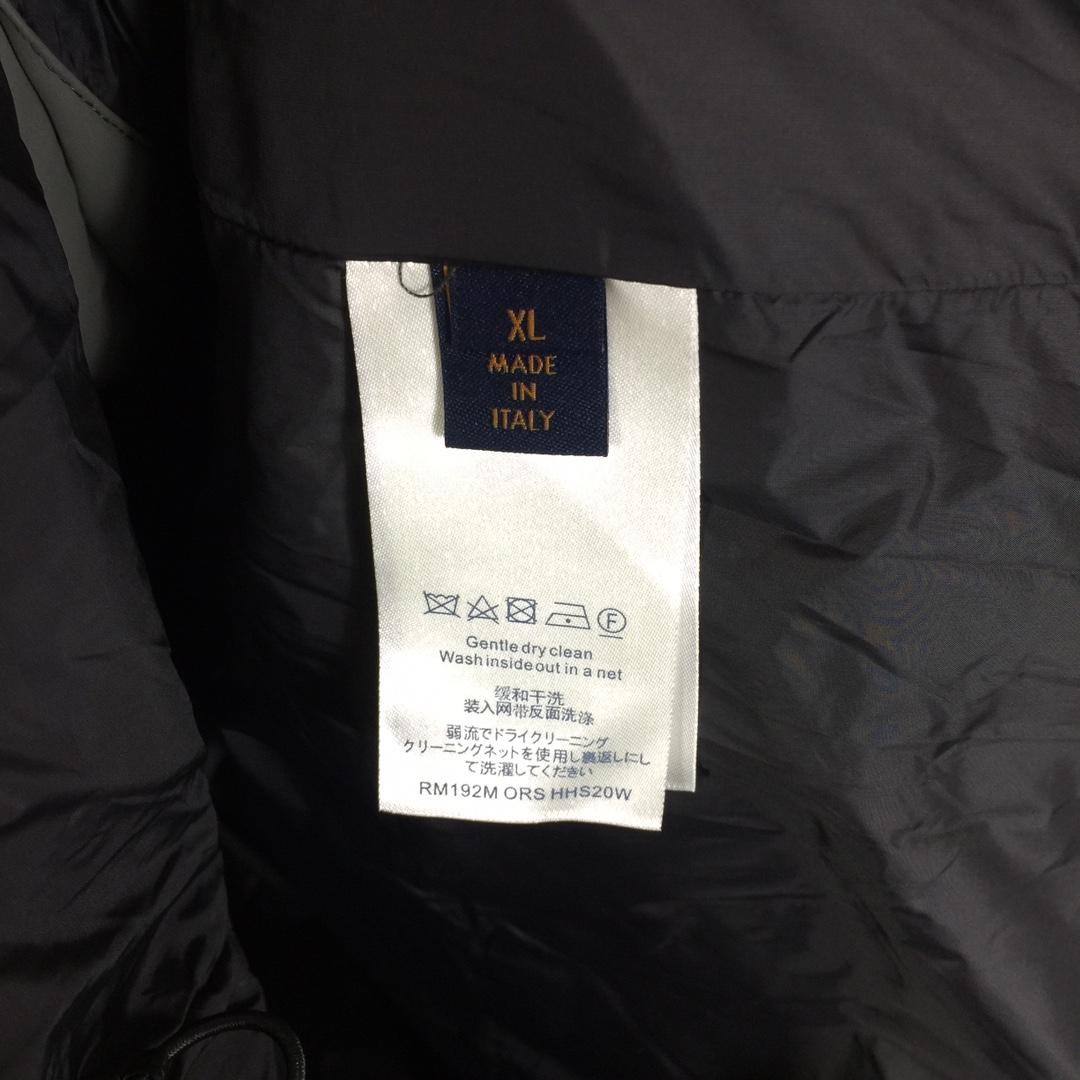 XL
MADE
IN
ITALY
F
Gentle dry clean
Wash inside out in a net
缓和干洗
装入网带反面洗涤
弱流でドライクリーニング
クリーニングネットを使用し裏返しにし
て洗濯してください
RM192M ORS HHS20W